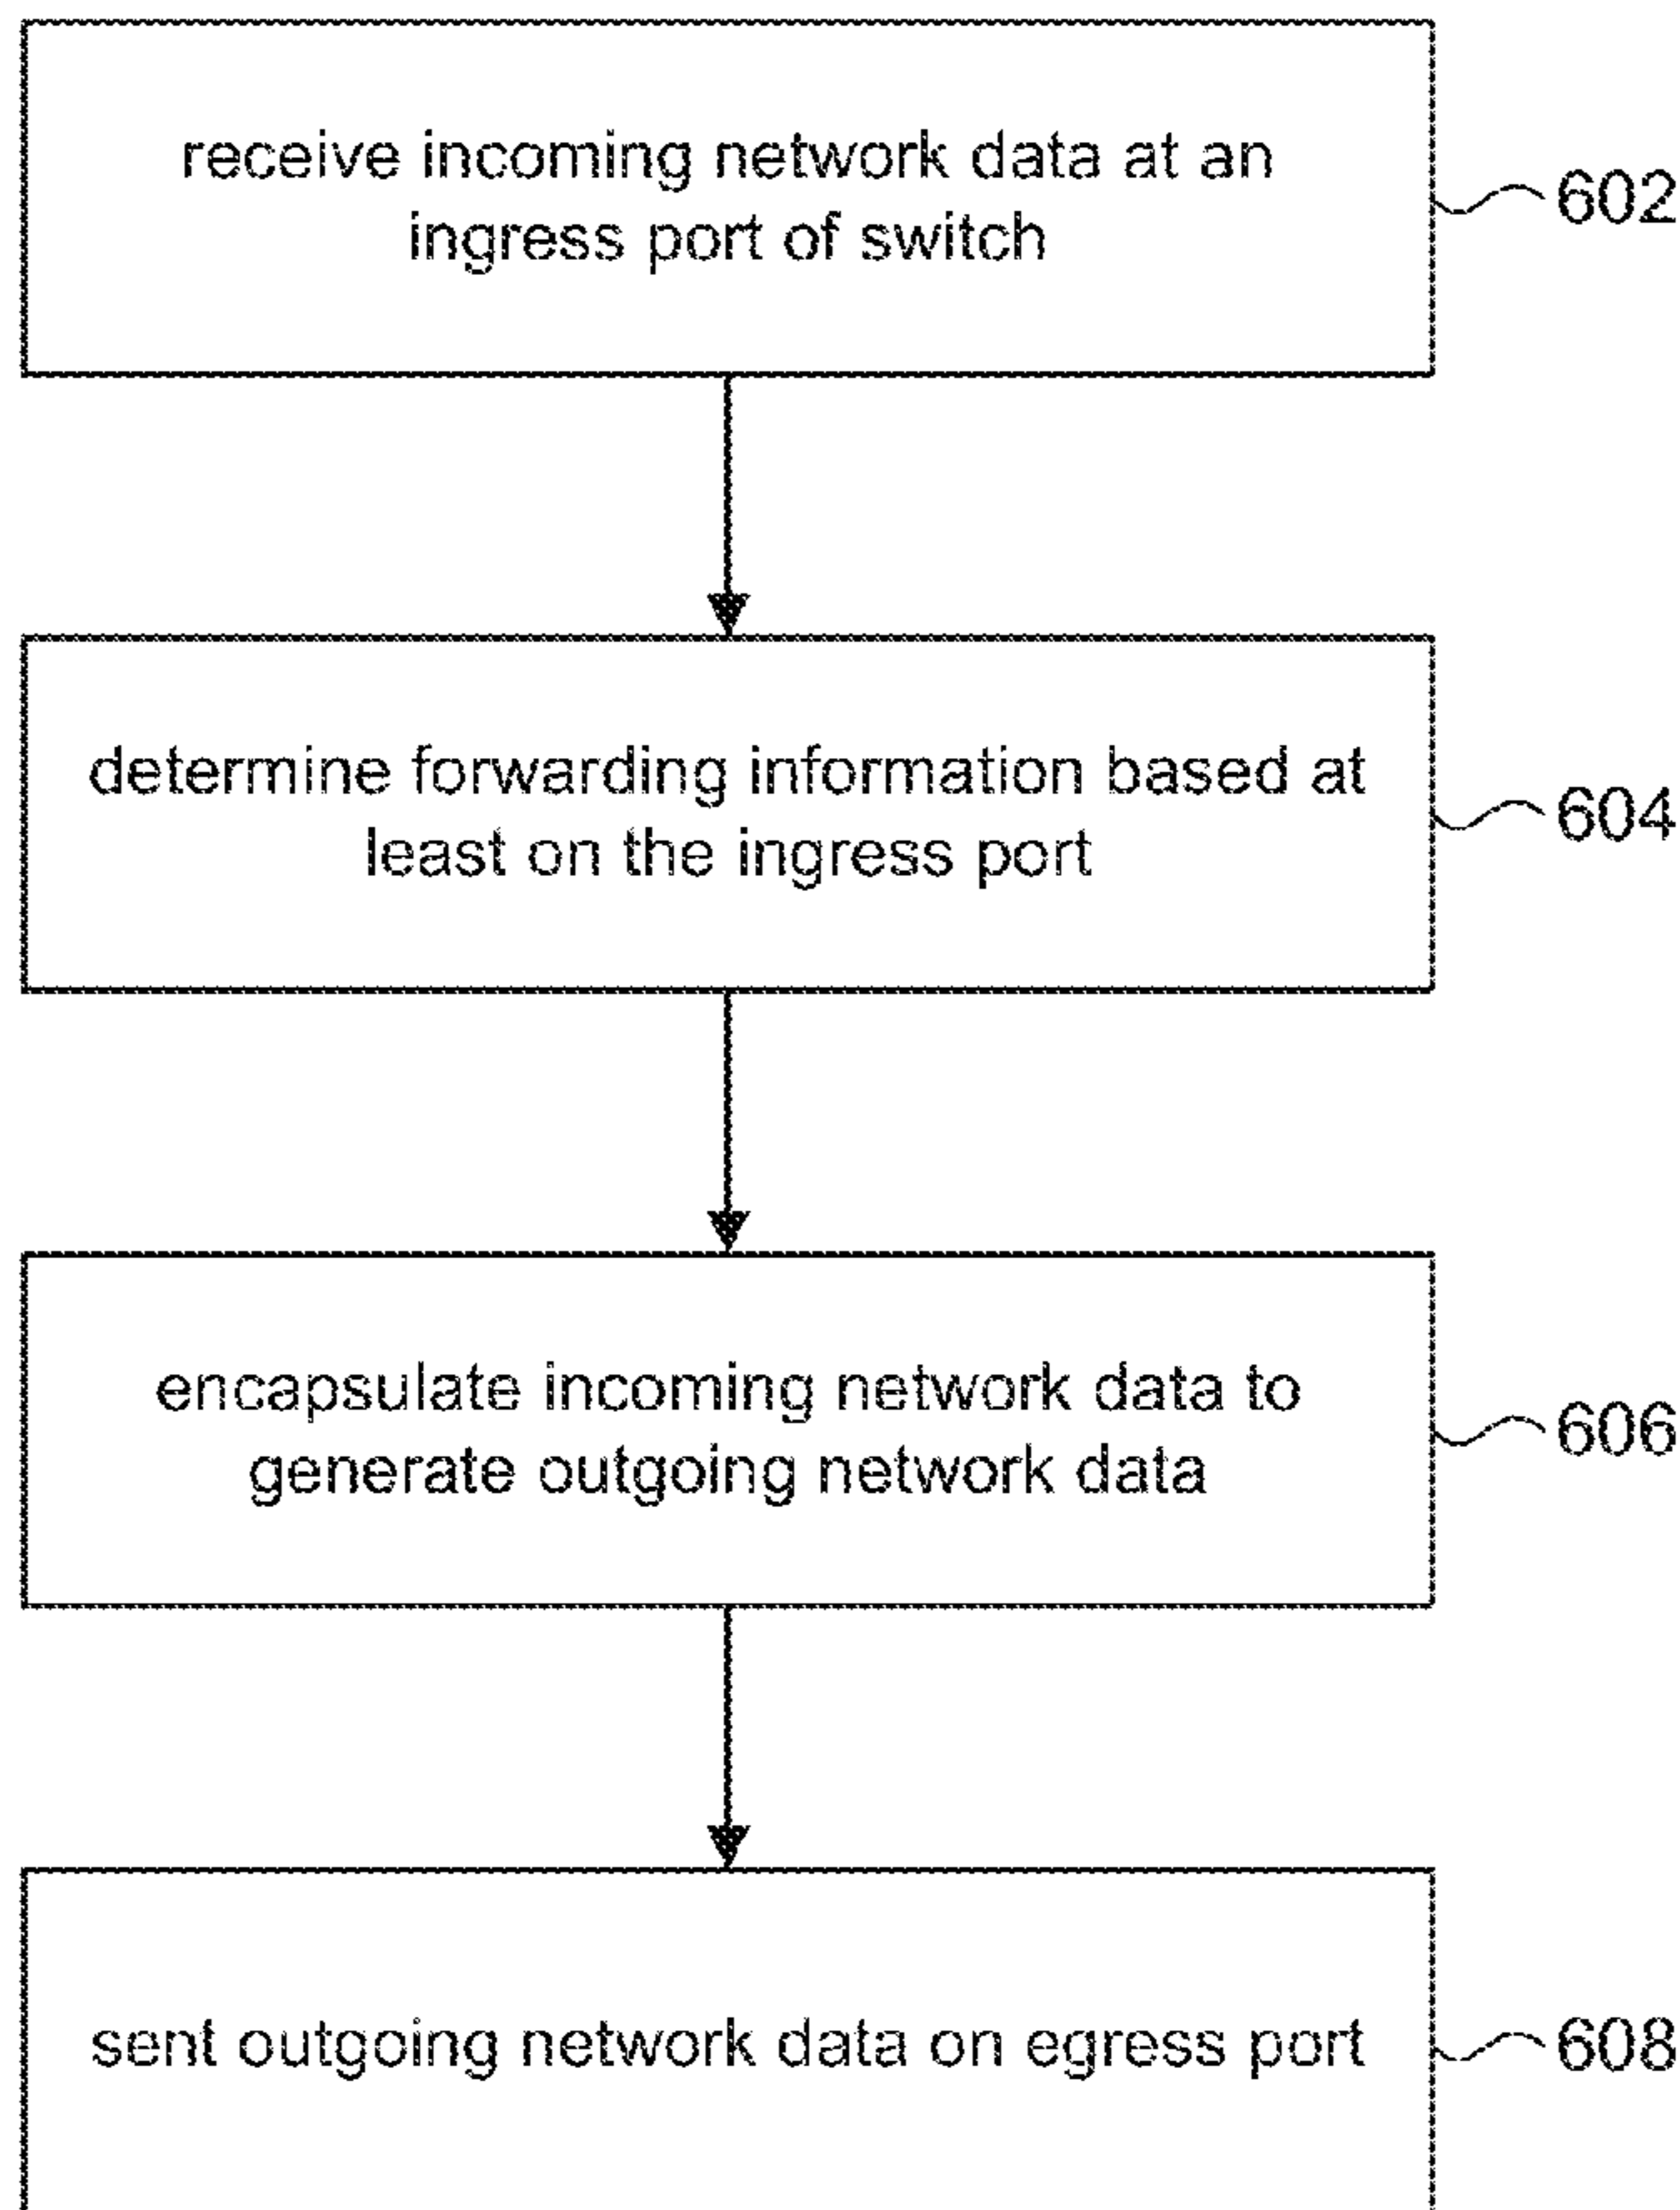 receive incoming network data at an
ingress port of switch
602
determine forwarding information based at
least on the ingress port
604
encapsulate incoming network data to
generate outgoing network data
606
sent outgoing network data on egress port
608